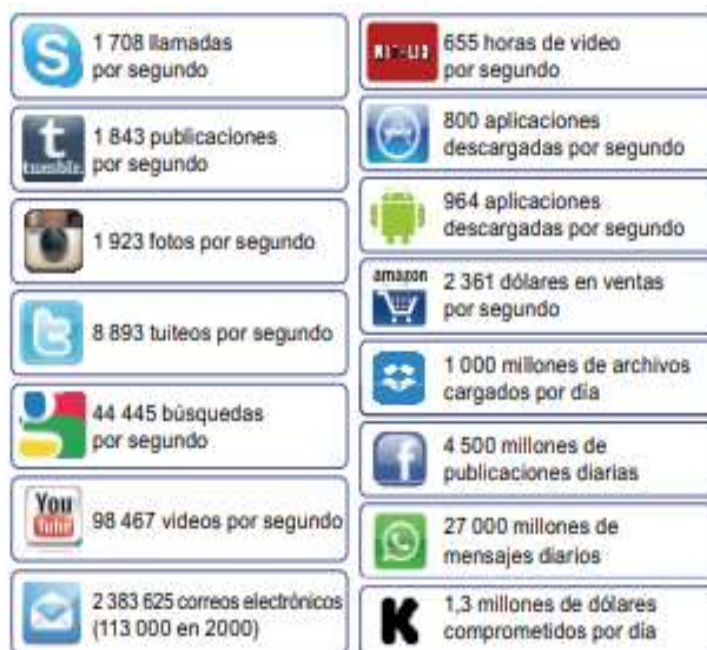 1 708 llamadas
por segundo
t
tumblr.
1 843 publicaciones
por segundo
1 923 fotos por segundo
t
8 893 tuiteos por segundo
g
44 445 búsquedas
por segundo
You
Tube
98 467 videos por segundo
2 383 625 correos electrónicos
(113 000 en 2000)
S
NETFLIX
655 horas de video
por segundo
800 aplicaciones
descargadas por segundo
964 aplicaciones
descargadas por segundo
amazon
2 361 dólares en ventas
por segundo
1 000 millones de archivos
cargados por día
f
4 500 millones de
publicaciones diarias
27 000 millones de
mensajes diarios
K
1,3 millones de dólares
comprometidos por día